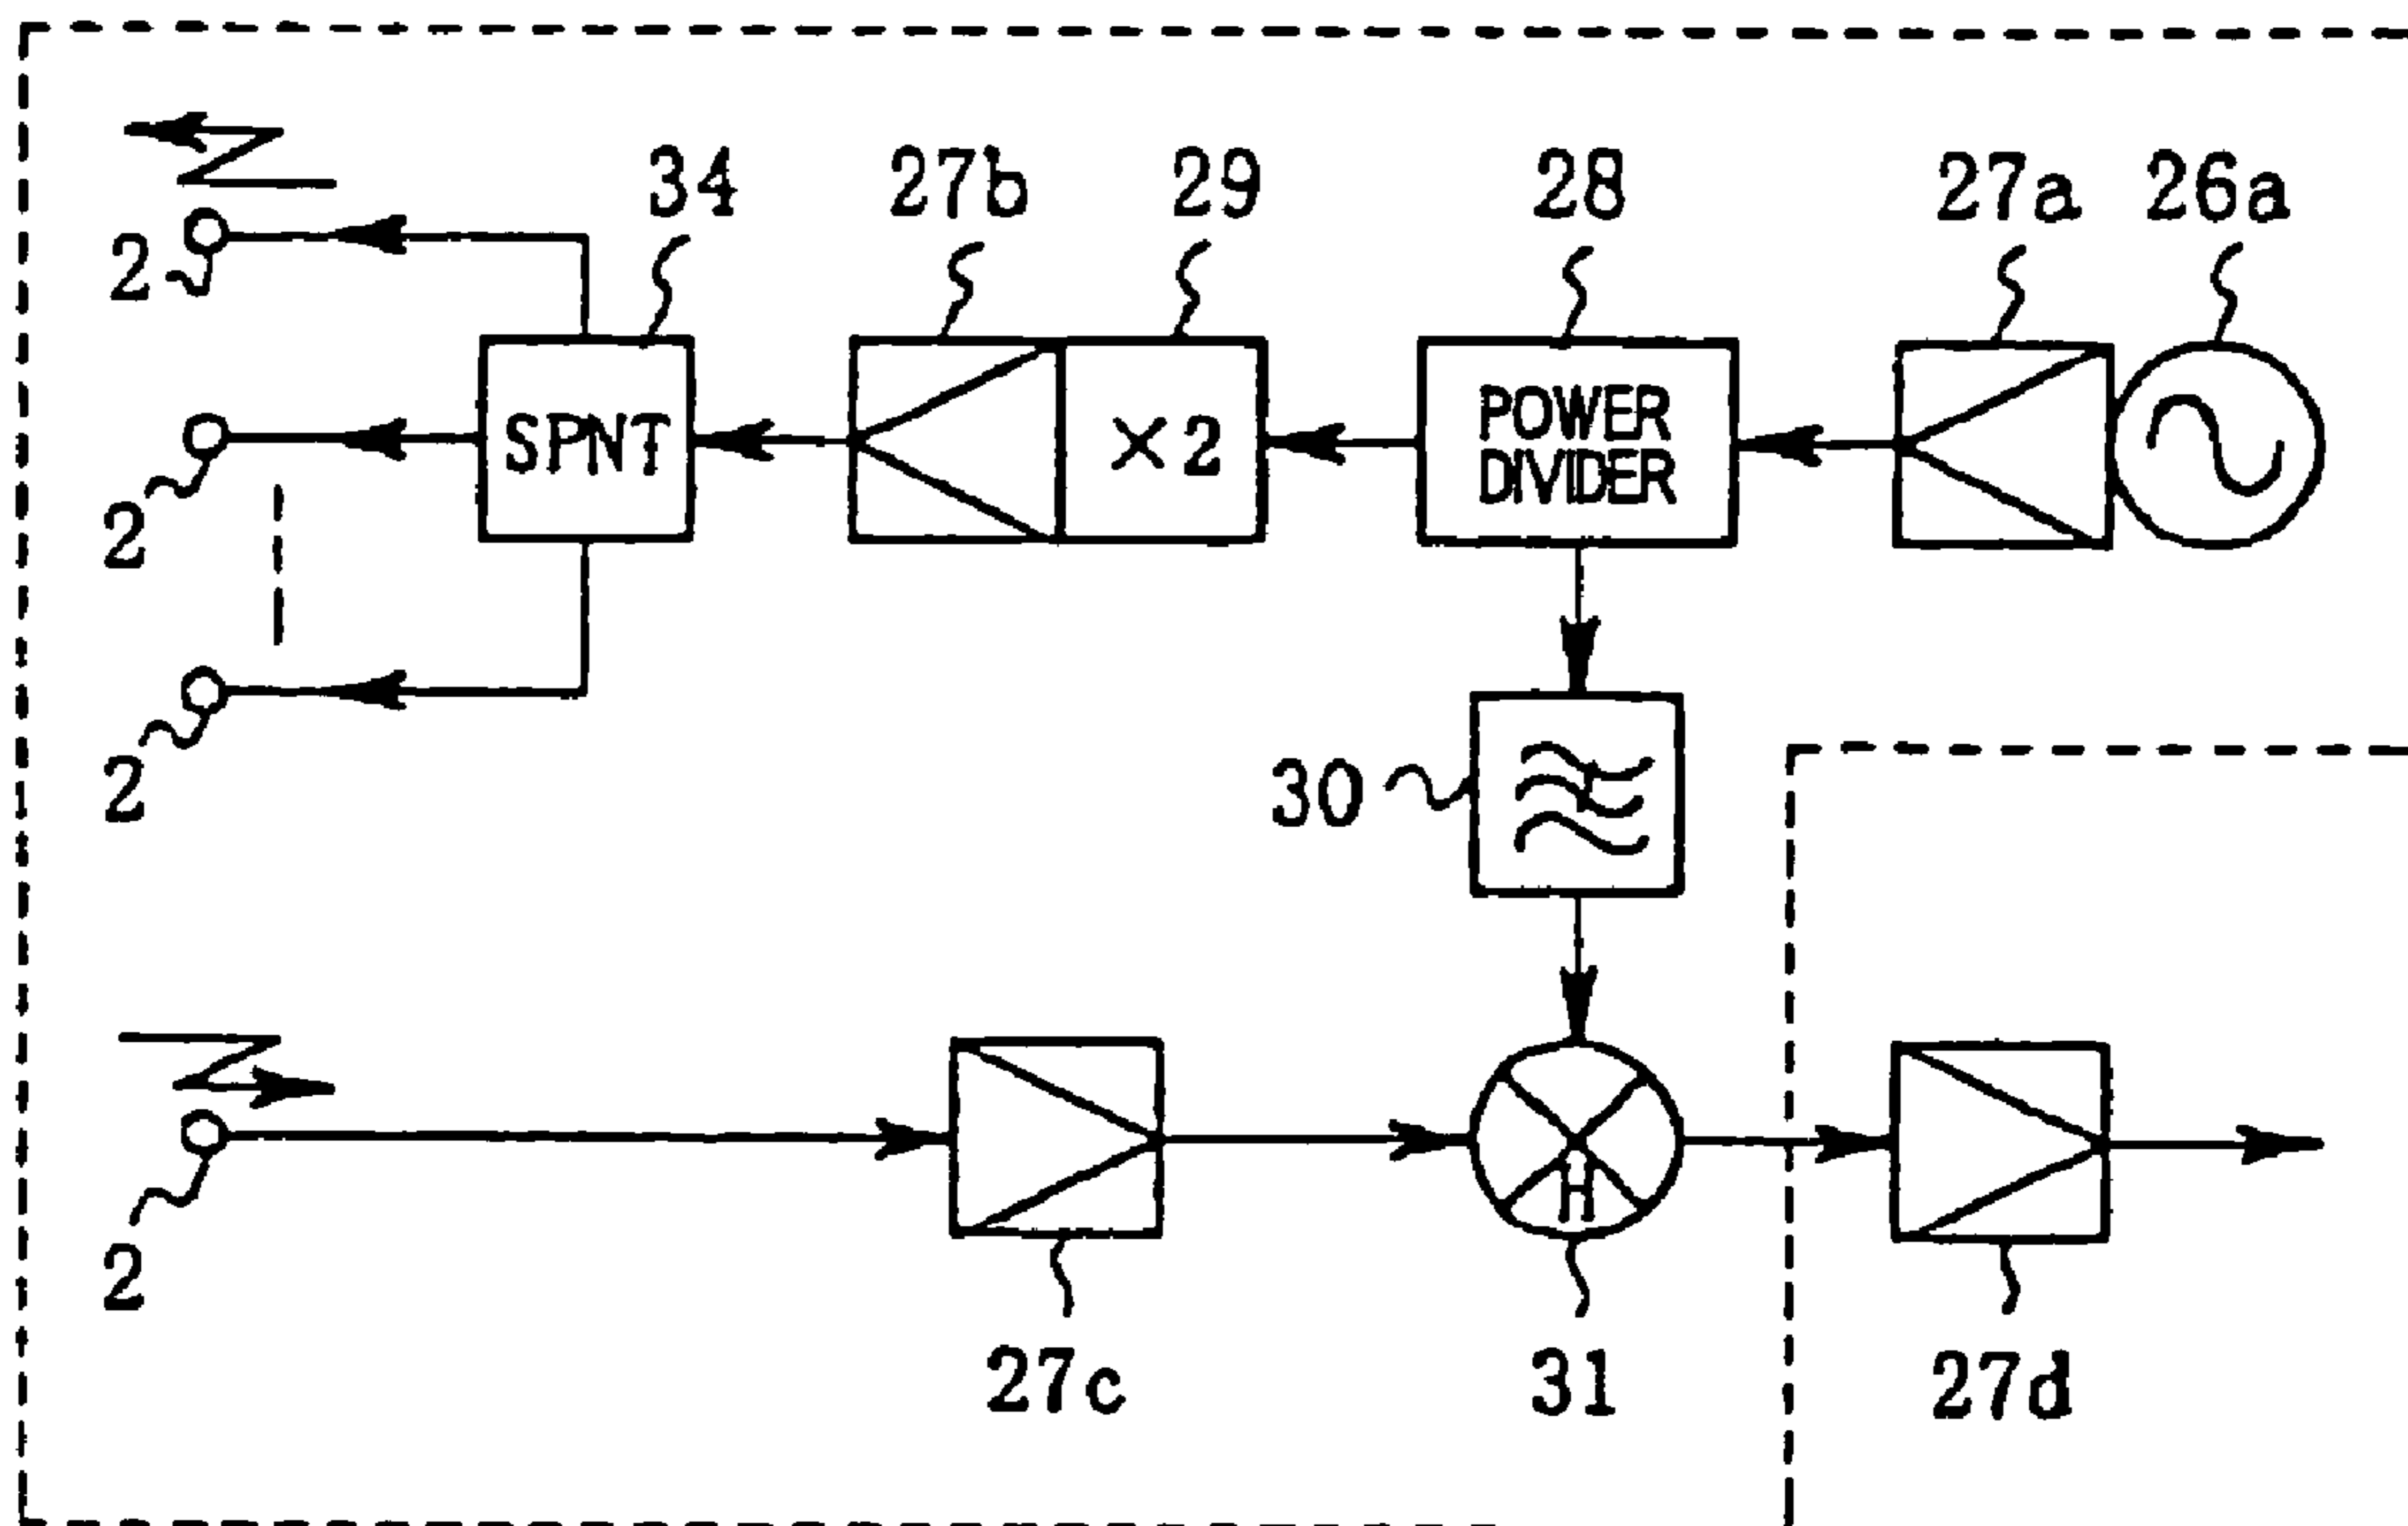 34 27b 29 28 27a 26a
2
SPNT
×2
POWER
DIVIDER
2
2
30
H
2
27c 31 27d